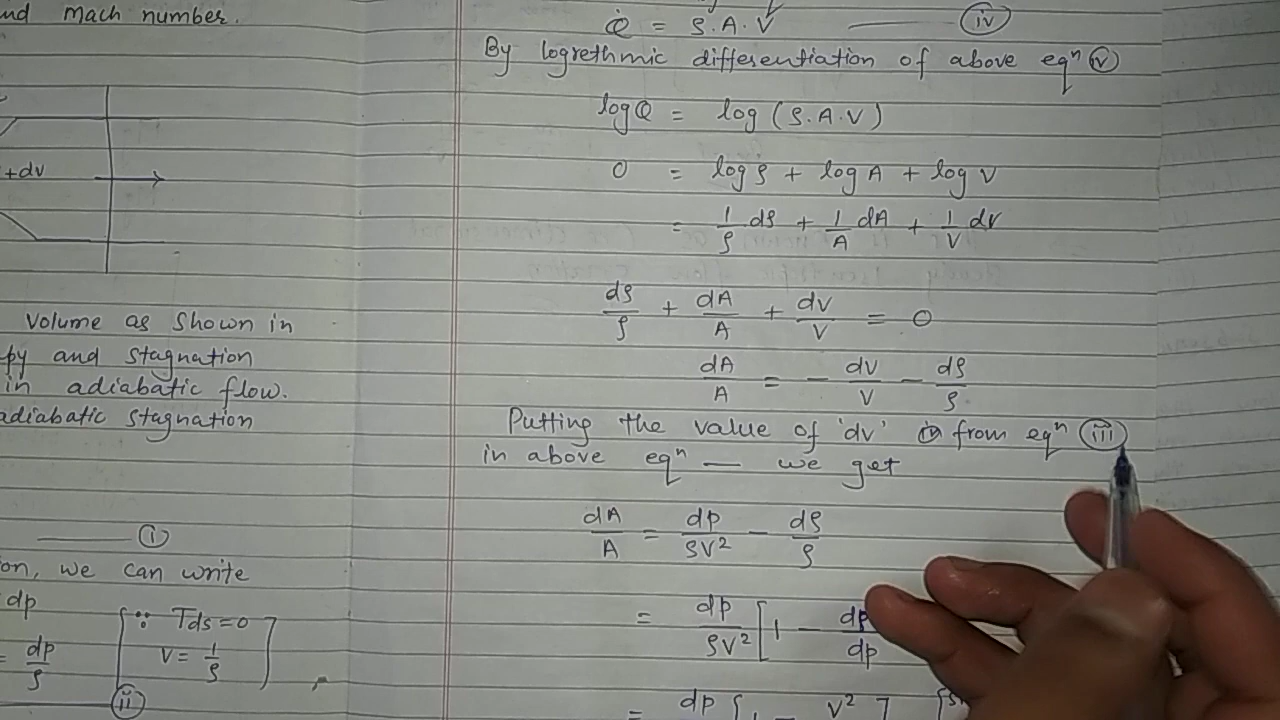 nd mach number.
+dv
volume as shown in
py and stagnation
in adiabatic flow.
adiabatic stagnation
(i)
on, we can write
dp
= dp/ρ [∵ Tds=0
v = 1/ρ]
(ii)
Q̇ = ρ.A.V (iv)
By logrethmic differentiation of above eqⁿ (v)
log Q = log (ρ.A.V)
0 = log ρ + log A + log V
= 1/ρ dρ + 1/A dA + 1/V dv
dρ/ρ + dA/A + dv/V = 0
dA/A = - dv/V - dρ/ρ
Putting the value of 'dv' from eqⁿ (iii)
in above eqⁿ — we get
dA/A = dp/ρV² - dρ/ρ
= dp/ρV² [1 - dρ/dp
= dp [1 - V² ]